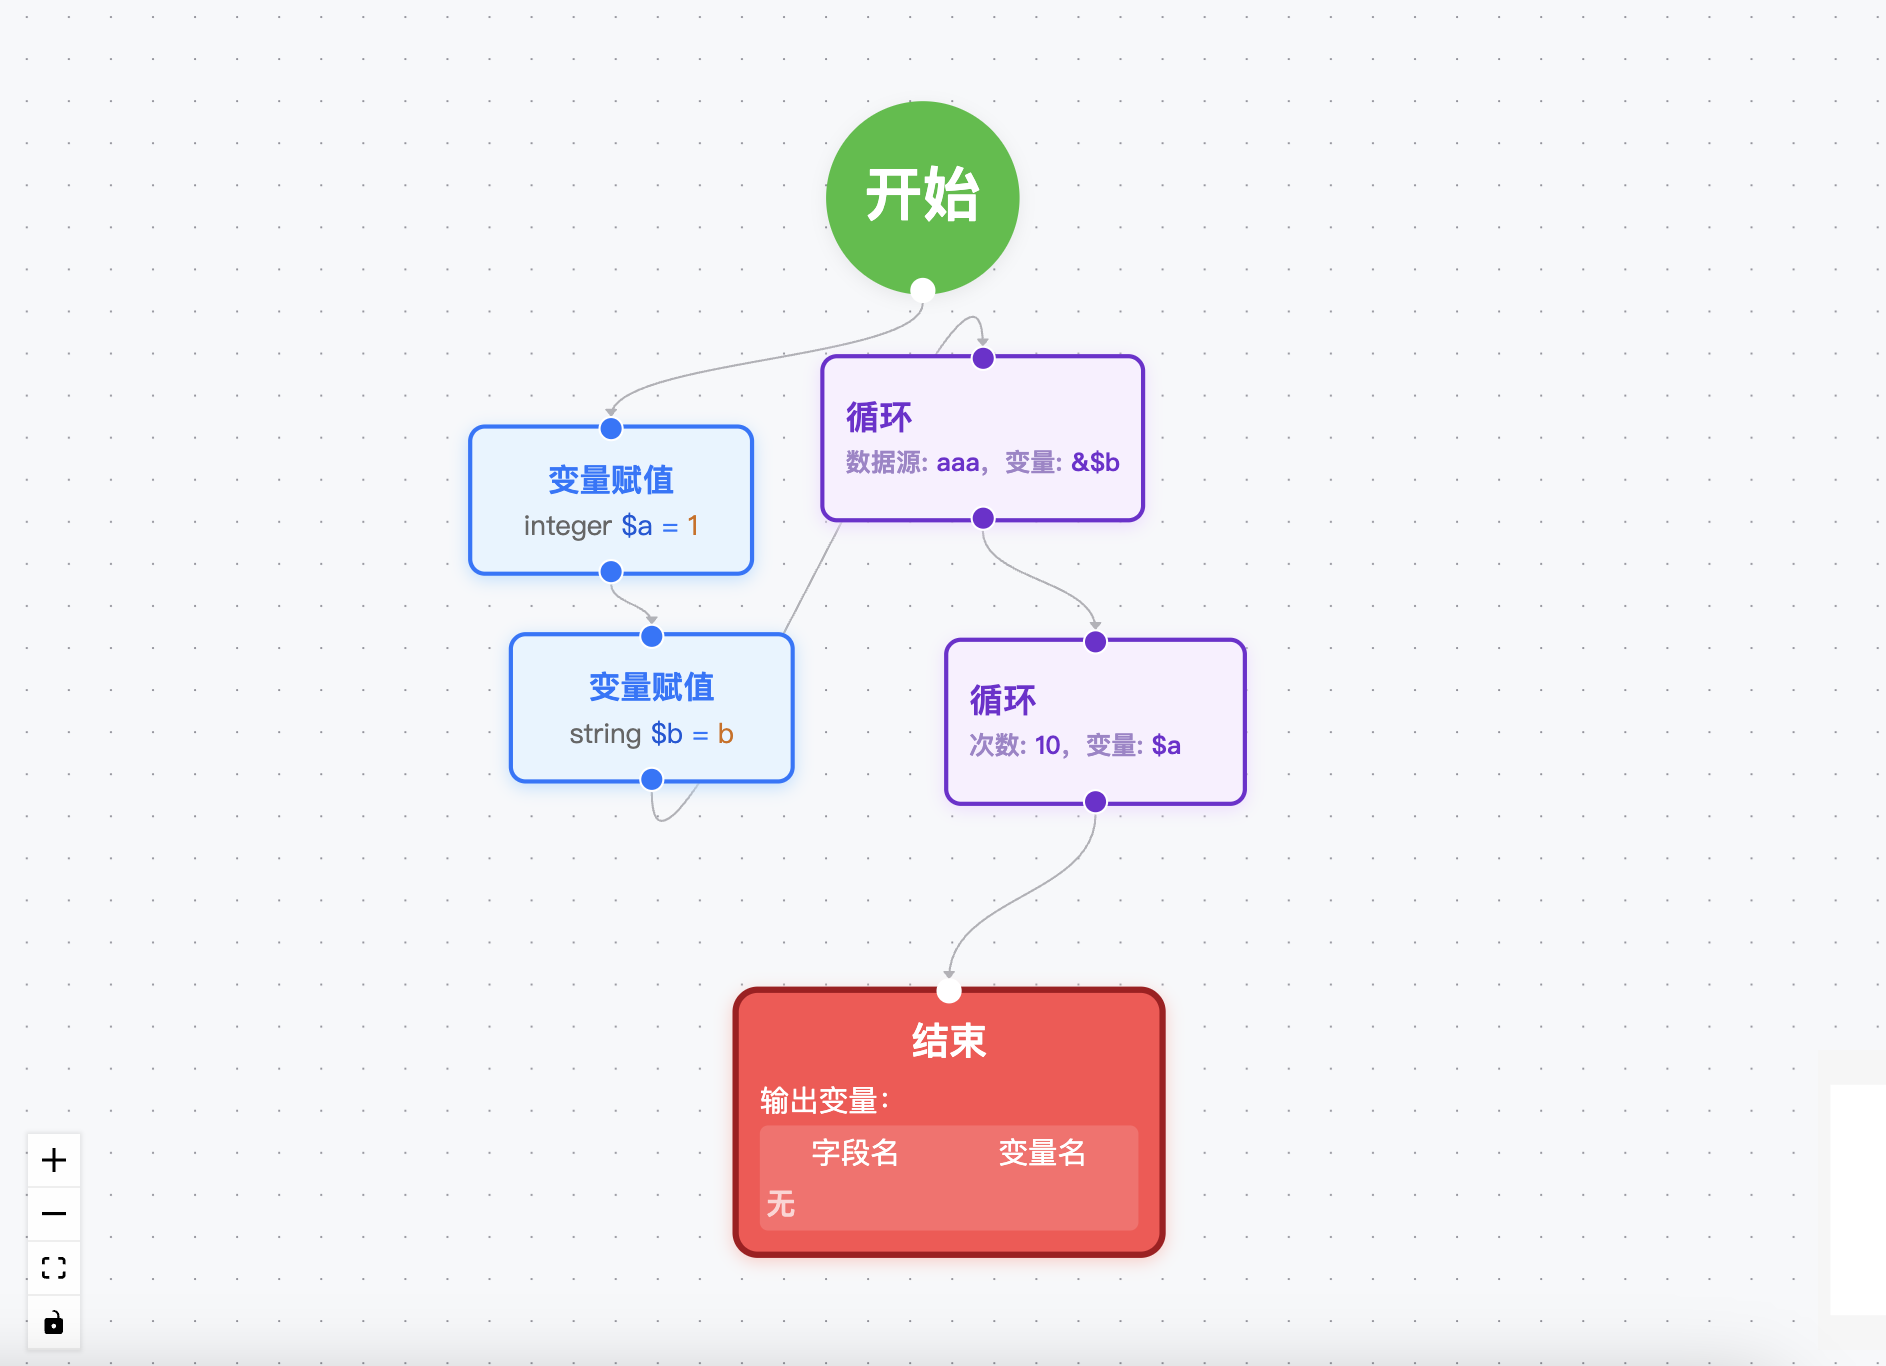 开始
变量赋值
integer $a = 1
变量赋值
string $b = b
循环
数据源: aaa，变量: &$b
循环
次数: 10，变量: $a
结束
输出变量：
字段名 变量名
无